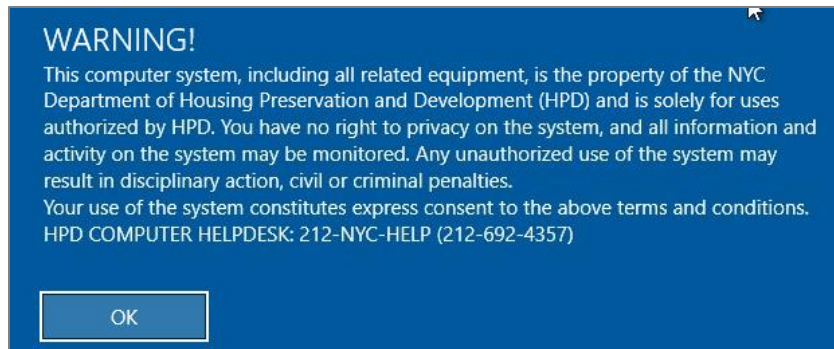 WARNING!
This computer system, including all related equipment, is the property of the NYC
Department of Housing Preservation and Development (HPD) and is solely for uses
authorized by HPD. You have no right to privacy on the system, and all information and
activity on the system may be monitored. Any unauthorized use of the system may
result in disciplinary action, civil or criminal penalties.
Your use of the system constitutes express consent to the above terms and conditions.
HPD COMPUTER HELPDESK: 212-NYC-HELP (212-692-4357)
OK